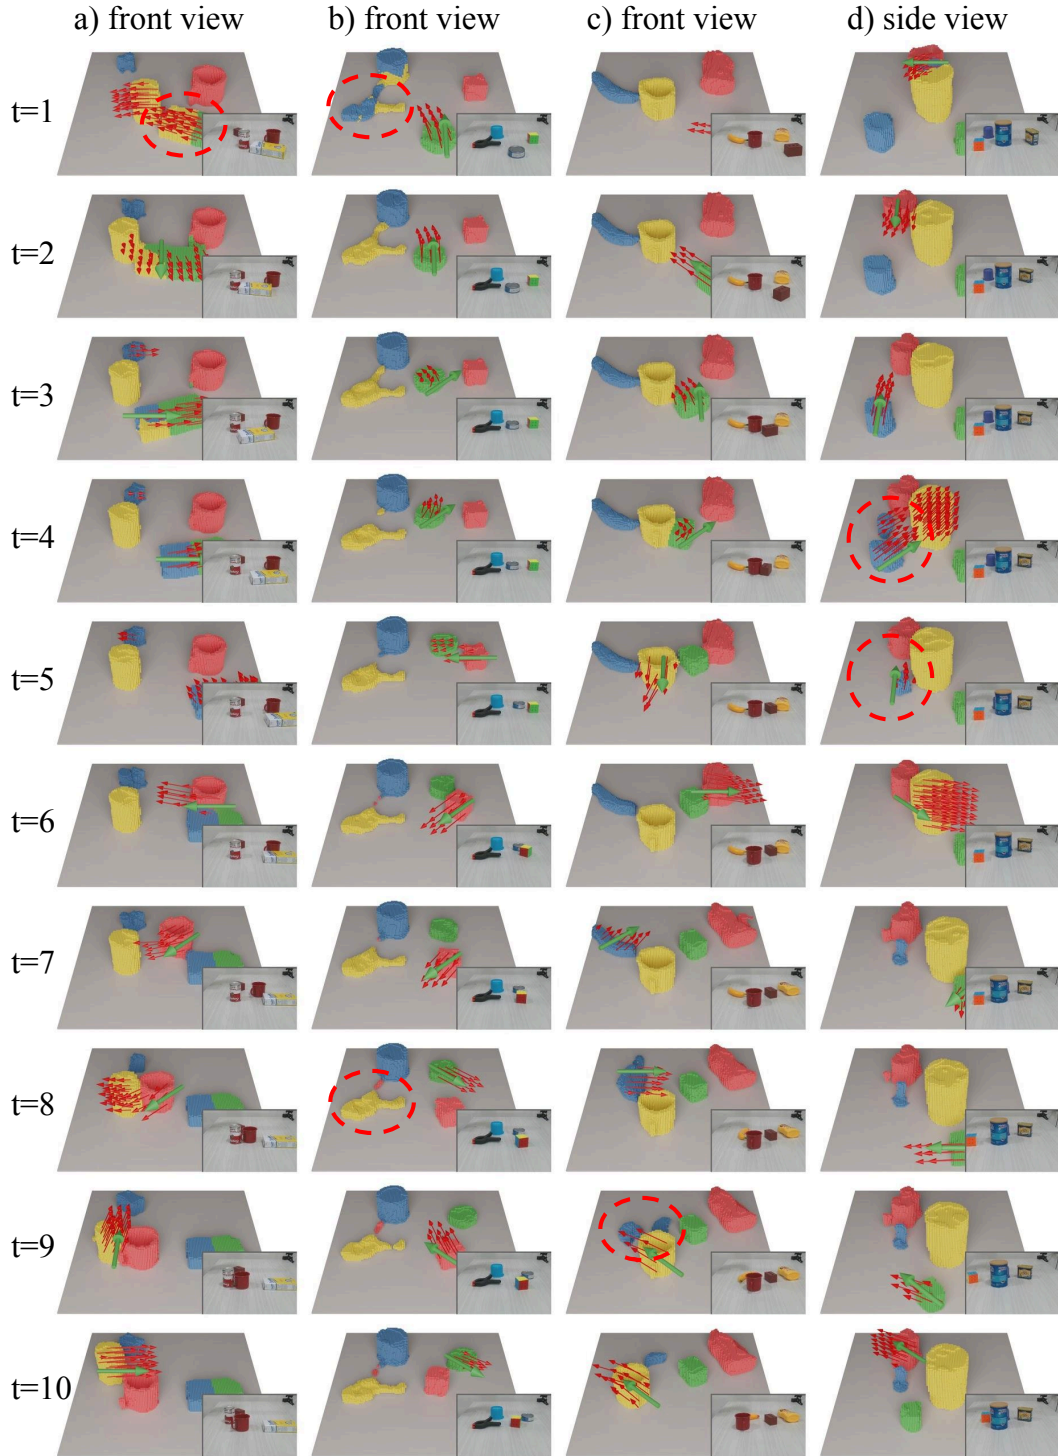 a) front view b) front view c) front view d) side view
t=1
t=2
t=3
t=4
t=5
t=6
t=7
t=8
t=9
t=10